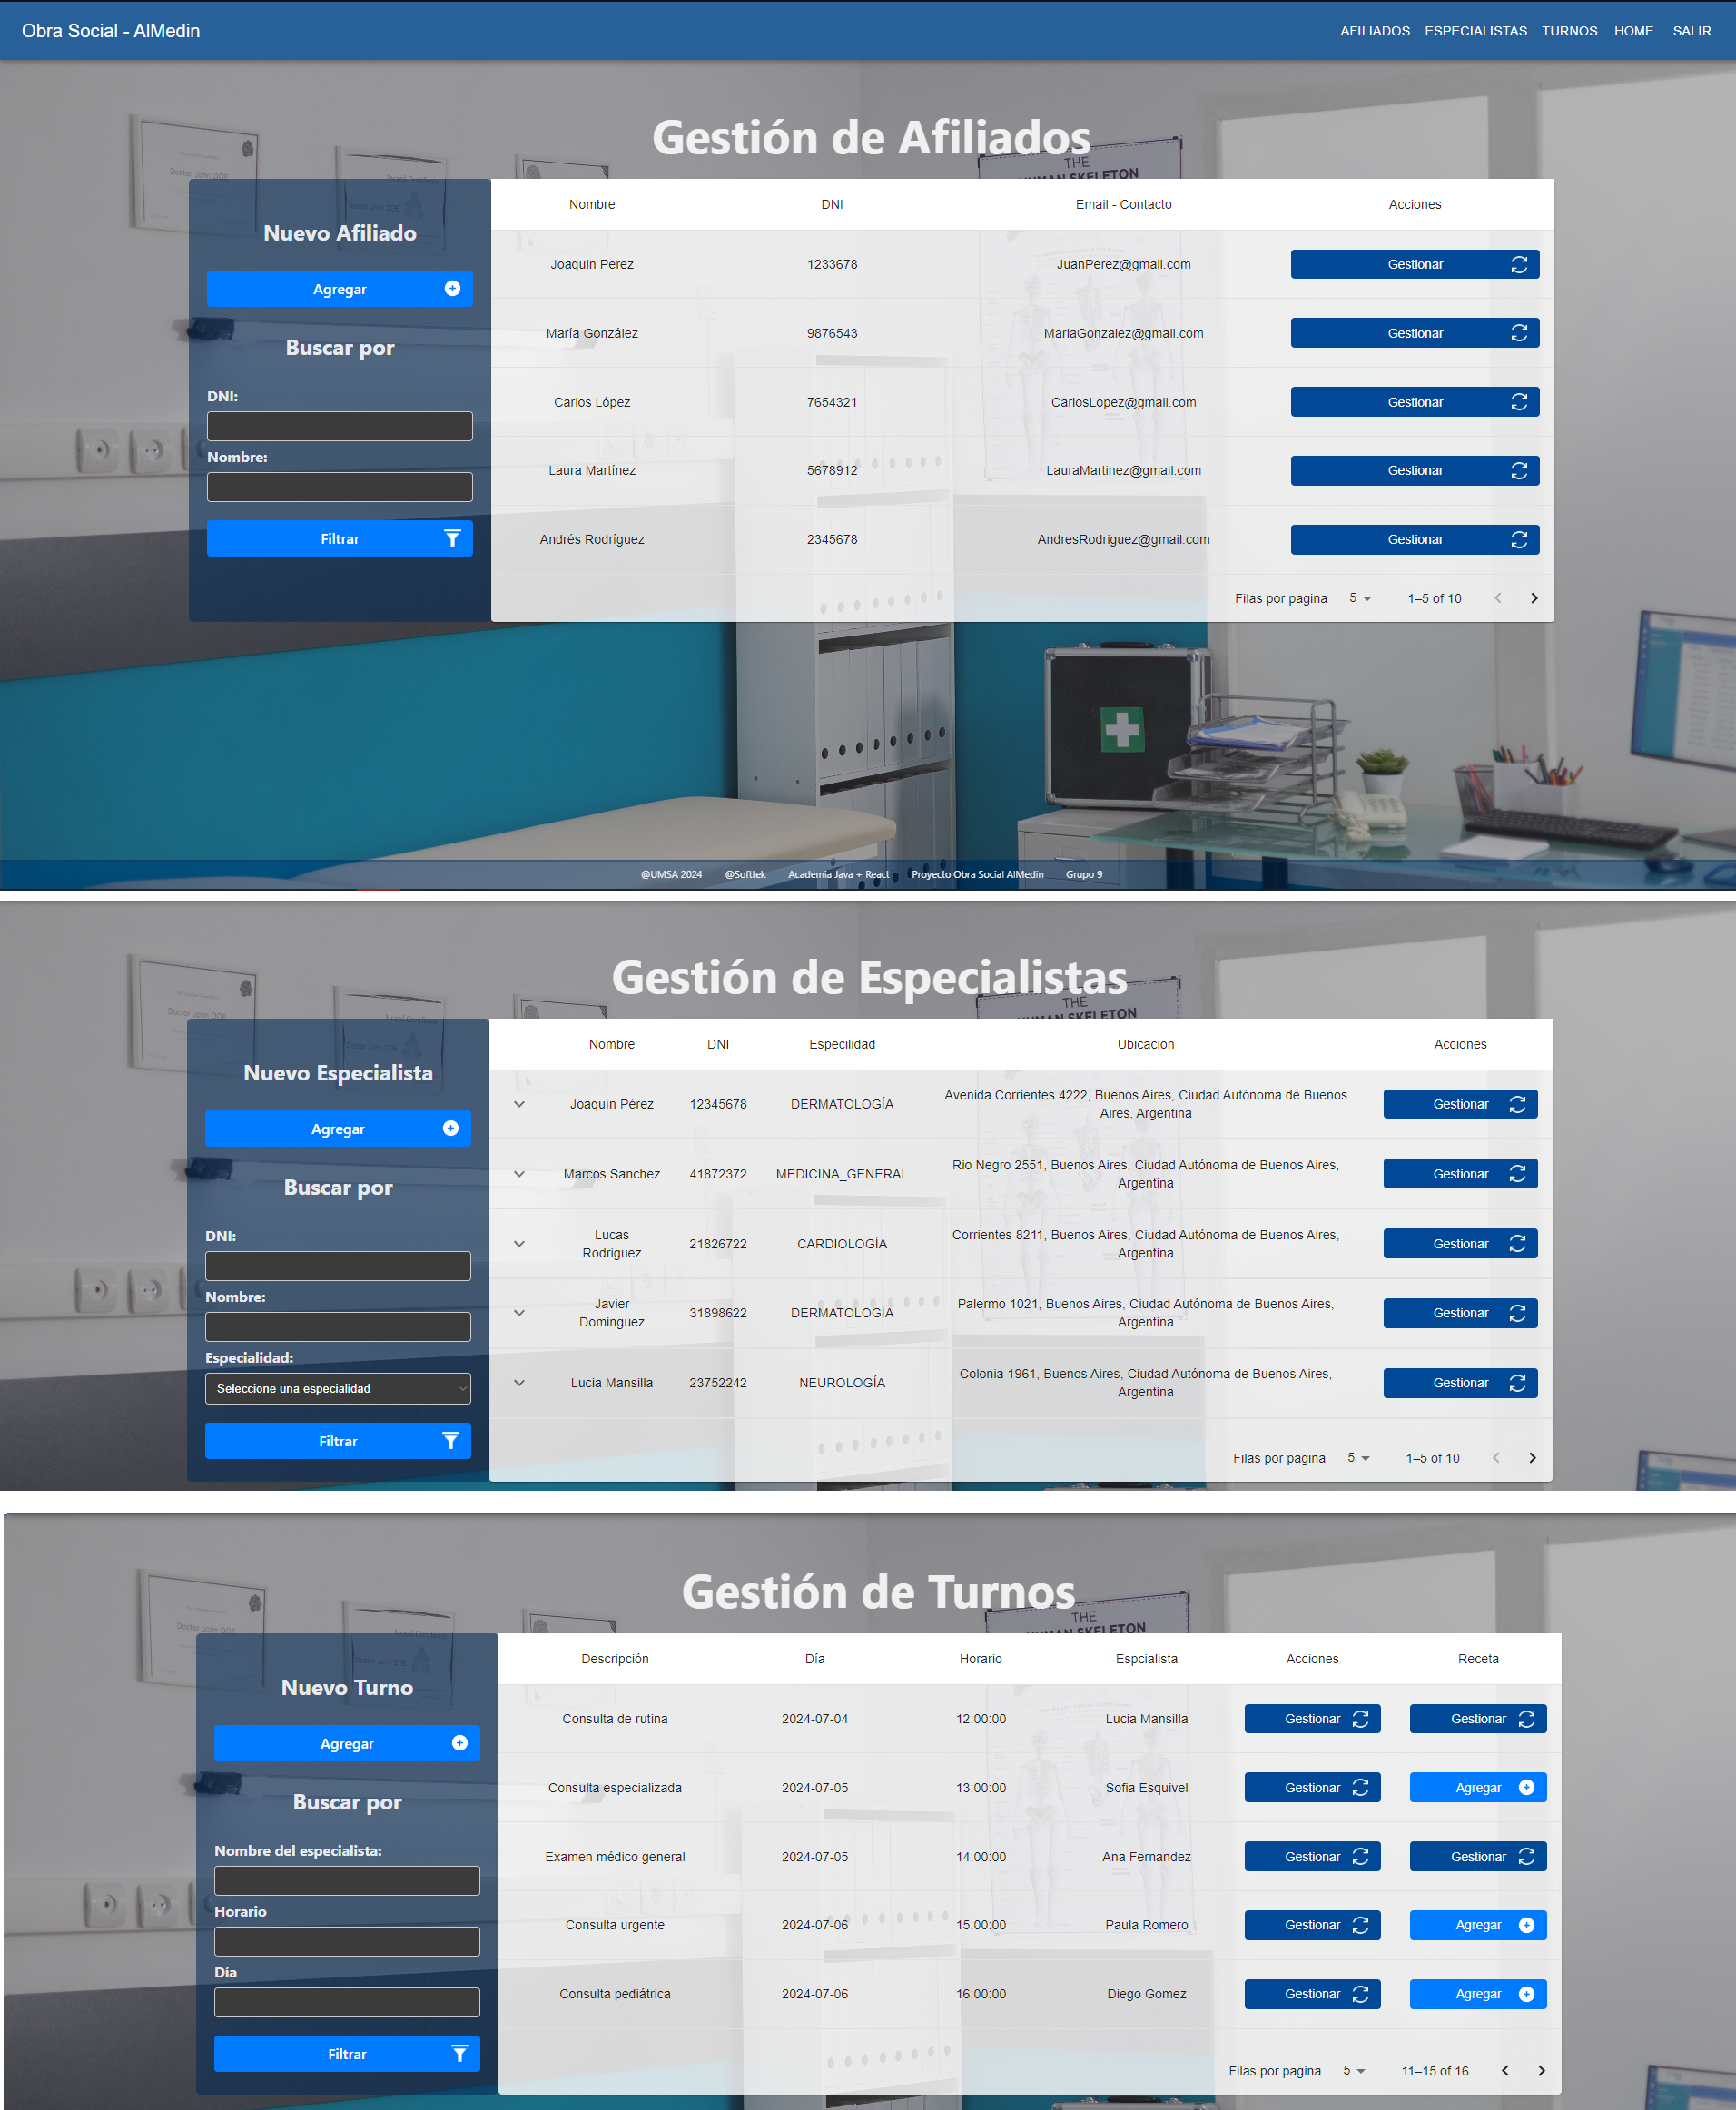 Obra Social - AlMedin
AFILIADOS ESPECIALISTAS TURNOS HOME SALIR
Gestión de Afiliados
THE
Doctor John DOE
Nuevo Afiliado
Agregar
Buscar por
DNI:
Nombre:
Filtrar
Nombre DNI Email - Contacto Acciones
Joaquin Perez 1233678 JuanPerez@gmail.com Gestionar
María González 9876543 MariaGonzalez@gmail.com Gestionar
Carlos López 7654321 CarlosLopez@gmail.com Gestionar
Laura Martínez 5678912 LauraMartinez@gmail.com Gestionar
Andrés Rodríguez 2345678 AndresRodriguez@gmail.com Gestionar
Filas por pagina 5 1–5 of 10
@UMSA 2024 @Softtek Academia Java + React Proyecto Obra Social AlMedin Grupo 9
Gestión de Especialistas
THE
Doctor John DOE
Nuevo Especialista
Agregar
Buscar por
DNI:
Nombre:
Especialidad:
Seleccione una especialidad
Filtrar
Nombre DNI Especilidad Ubicacion Acciones
Joaquín Pérez 12345678 DERMATOLOGÍA Avenida Corrientes 4222, Buenos Aires, Ciudad Autónoma de Buenos
Aires, Argentina Gestionar
Marcos Sanchez 41872372 MEDICINA_GENERAL Rio Negro 2551, Buenos Aires, Ciudad Autónoma de Buenos Aires,
Argentina Gestionar
Lucas
Rodriguez 21826722 CARDIOLOGÍA Corrientes 8211, Buenos Aires, Ciudad Autónoma de Buenos Aires,
Argentina Gestionar
Javier
Dominguez 31898622 DERMATOLOGÍA Palermo 1021, Buenos Aires, Ciudad Autónoma de Buenos Aires,
Argentina Gestionar
Lucia Mansilla 23752242 NEUROLOGÍA Colonia 1961, Buenos Aires, Ciudad Autónoma de Buenos Aires,
Argentina Gestionar
Filas por pagina 5 1–5 of 10
Gestión de Turnos
THE
Doctor John DOE
Nuevo Turno
Agregar
Buscar por
Nombre del especialista:
Horario
Día
Filtrar
Descripción Día Horario Espcialista Acciones Receta
Consulta de rutina 2024-07-04 12:00:00 Lucia Mansilla Gestionar Gestionar
Consulta especializada 2024-07-05 13:00:00 Sofia Esquivel Gestionar Agregar
Examen médico general 2024-07-05 14:00:00 Ana Fernandez Gestionar Gestionar
Consulta urgente 2024-07-06 15:00:00 Paula Romero Gestionar Agregar
Consulta pediátrica 2024-07-06 16:00:00 Diego Gomez Gestionar Agregar
Filas por pagina 5 11–15 of 16